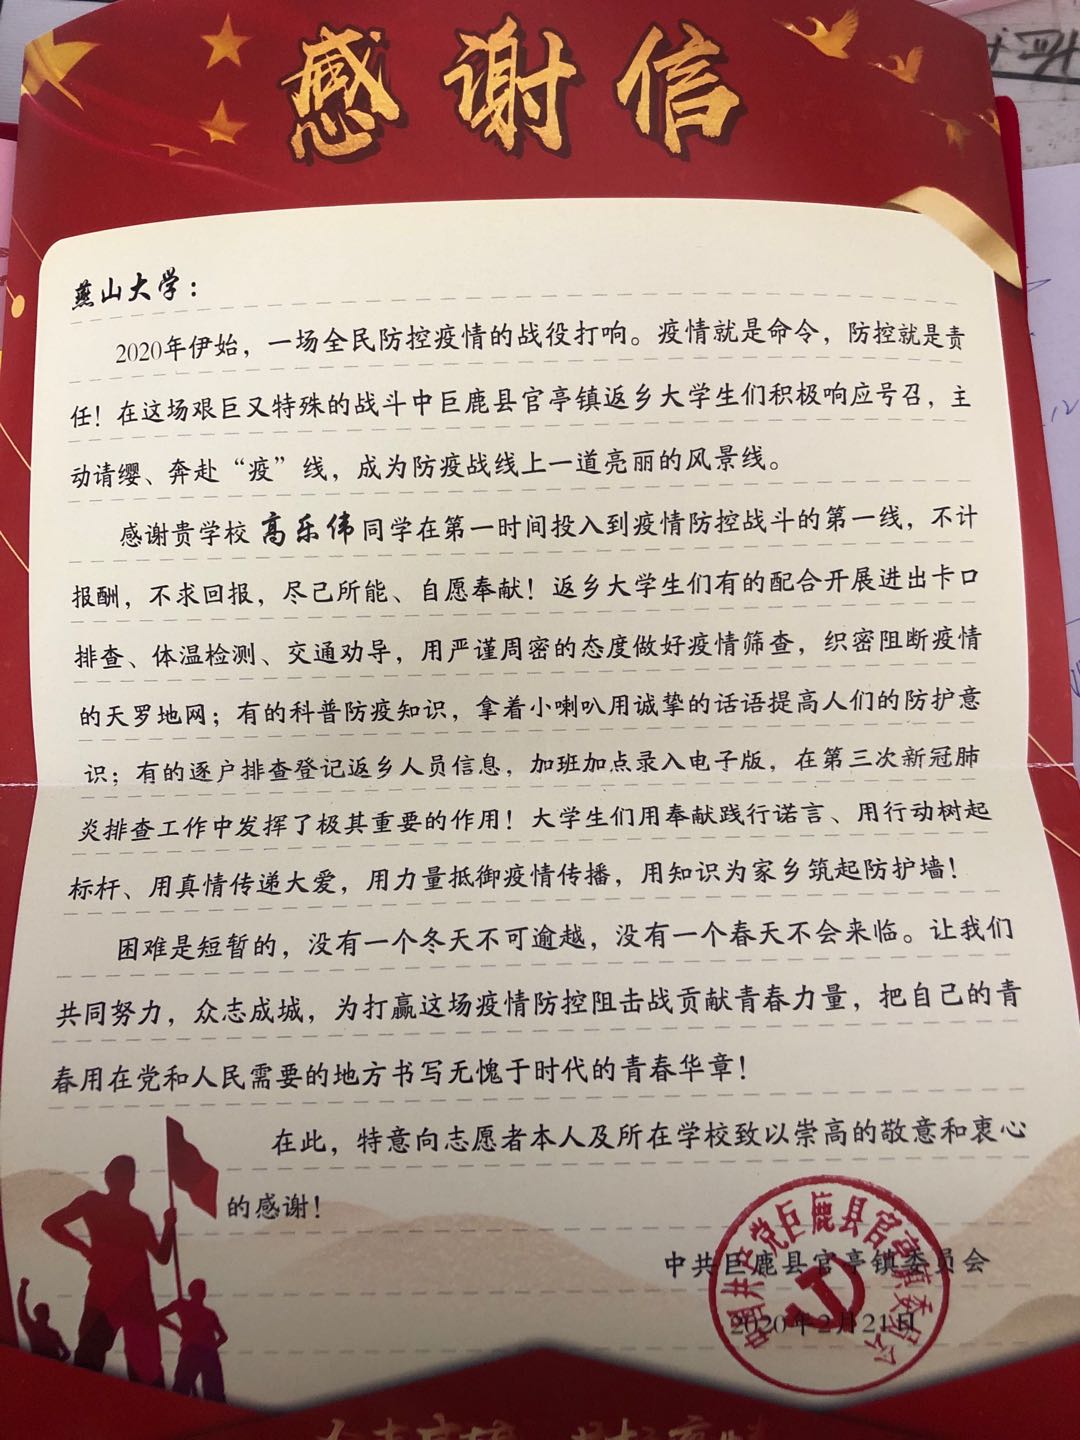 感谢信
燕山大学：
2020年伊始，一场全民防控疫情的战役打响。疫情就是命令，防控就是责
任！在这场艰巨又特殊的战斗中巨鹿县官亭镇返乡大学生们积极响应号召，主
动请缨、奔赴“疫”线，成为防疫战线上一道亮丽的风景线。
感谢贵学校高乐伟同学在第一时间投入到疫情防控战斗的第一线，不计
报酬，不求回报，尽己所能、自愿奉献！返乡大学生们有的配合开展进出卡口
排查、体温检测、交通劝导，用严谨周密的态度做好疫情筛查，织密阻断疫情
的天罗地网；有的科普防疫知识，拿着小喇叭用诚挚的话语提高人们的防护意
识；有的逐户排查登记返乡人员信息，加班加点录入电子版，在第三次新冠肺
炎排查工作中发挥了极其重要的作用！大学生们用奉献践行诺言、用行动树起
标杆、用真情传递大爱，用力量抵御疫情传播，用知识为家乡筑起防护墙！
困难是短暂的，没有一个冬天不可逾越，没有一个春天不会来临。让我们
共同努力，众志成城，为打赢这场疫情防控阻击战贡献青春力量，把自己的青
春用在党和人民需要的地方书写无愧于时代的青春华章！
在此，特意向志愿者本人及所在学校致以崇高的敬意和衷心
的感谢！
中共巨鹿县官亭镇委员会
2020年2月21日
中国共产党巨鹿县官亭镇委员会
12